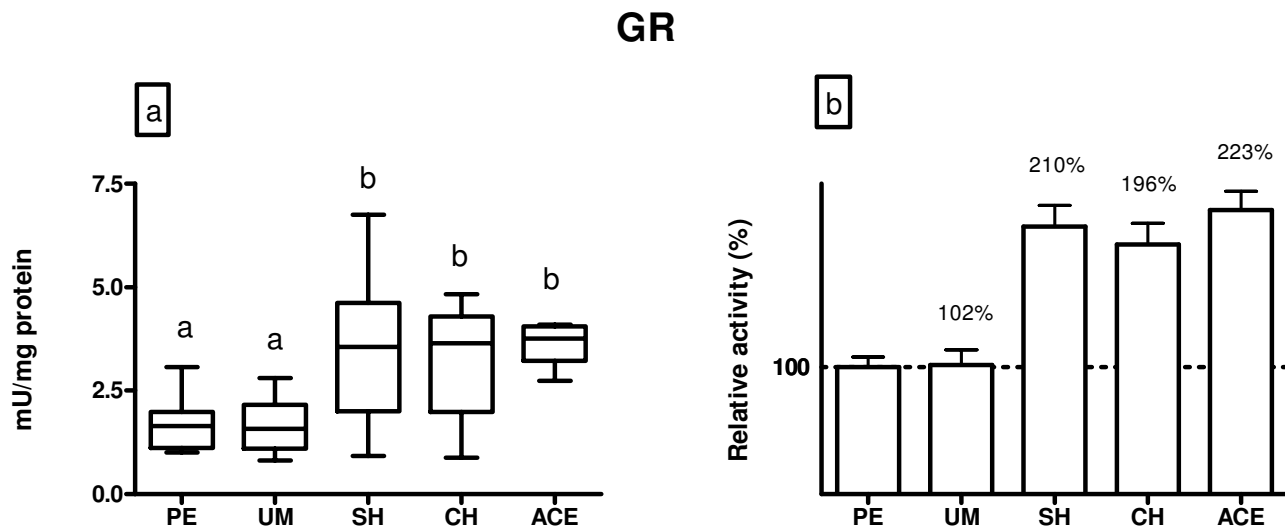 GR
a
mU/mg protein
7.5
5.0
2.5
0.0
a
a
b
b
b
PE UM SH CH ACE
b
Relative activity (%)
100
102%
210%
196%
223%
PE UM SH CH ACE